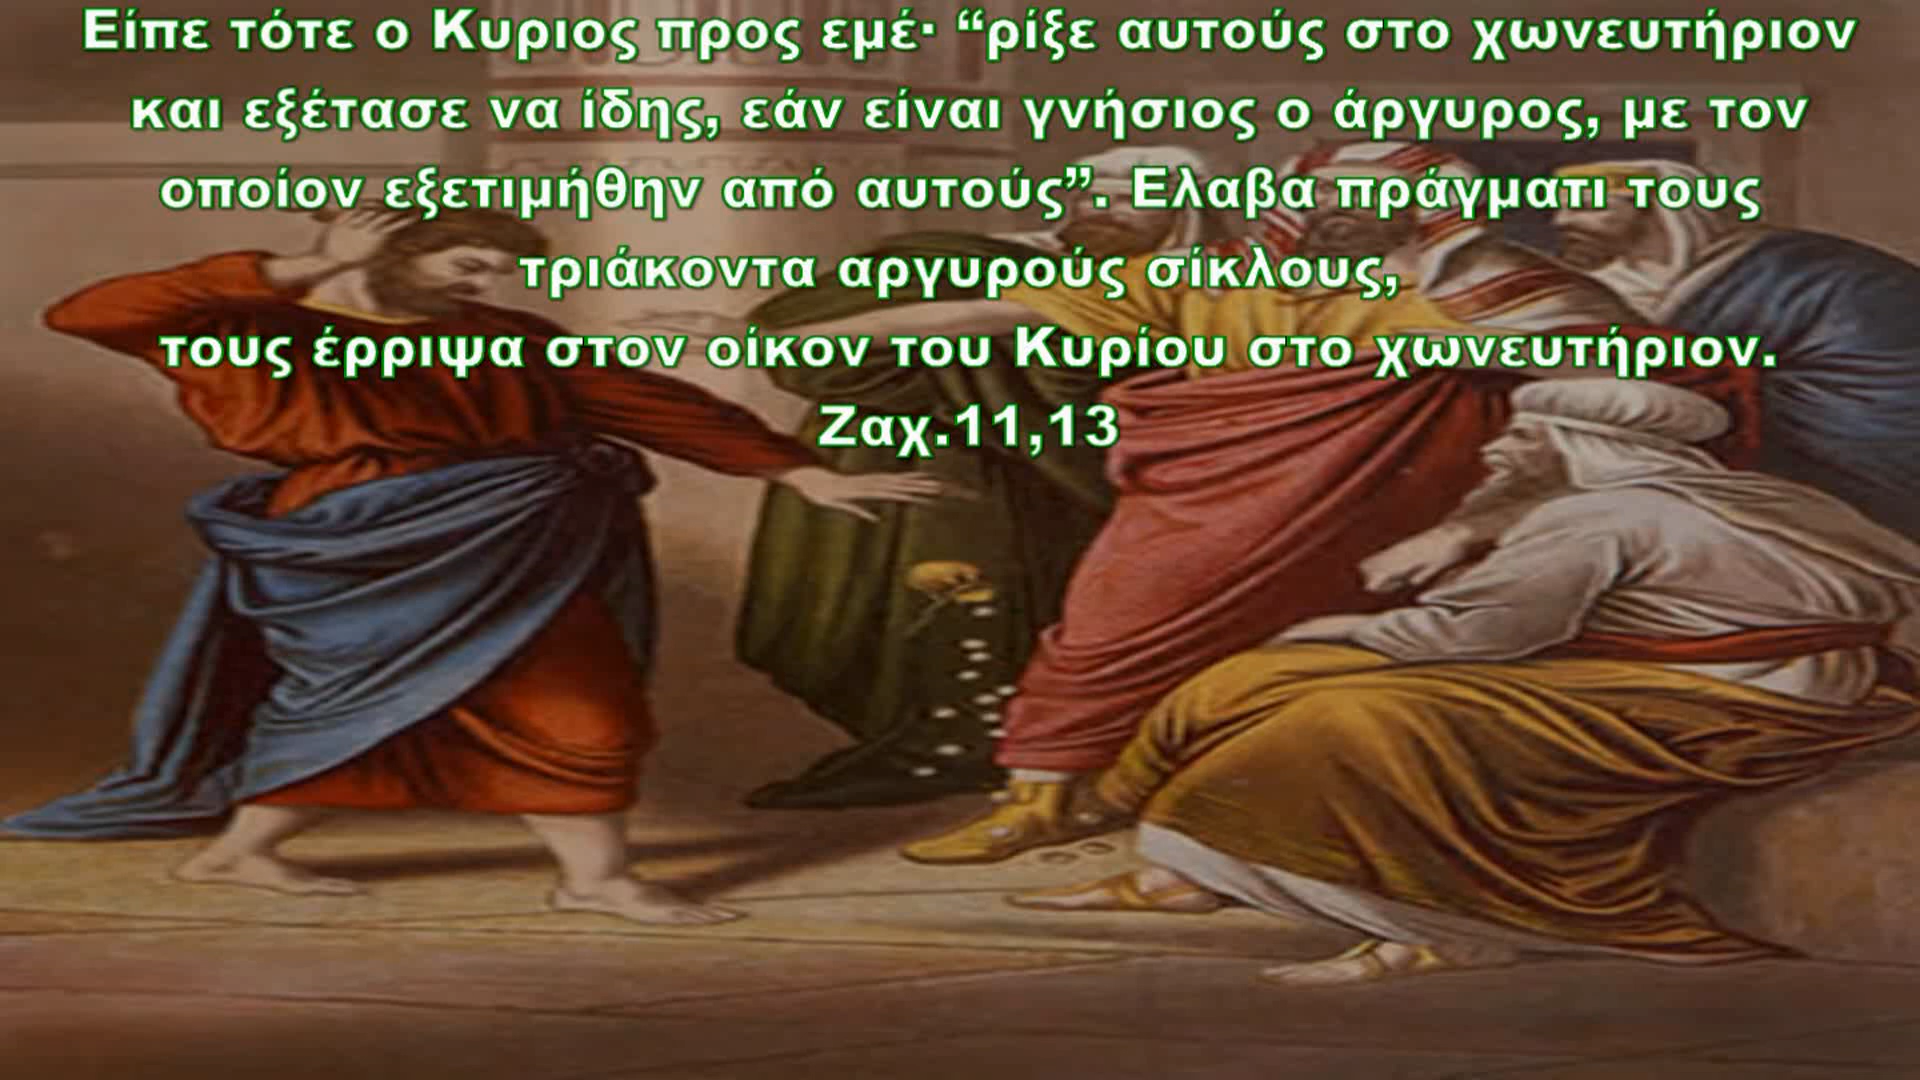 Είπε τότε ο Κυριος προς εμέ· “ρίξε αυτούς στο χωνευτήριον
και εξέτασε να ίδης, εάν είναι γνήσιος ο άργυρος, με τον
οποίον εξετιμήθην από αυτούς”. Ελαβα πράγματι τους
τριάκοντα αργυρούς σίκλους,
τους έρριψα στον οίκον του Κυρίου στο χωνευτήριον.
Ζαχ.11,13